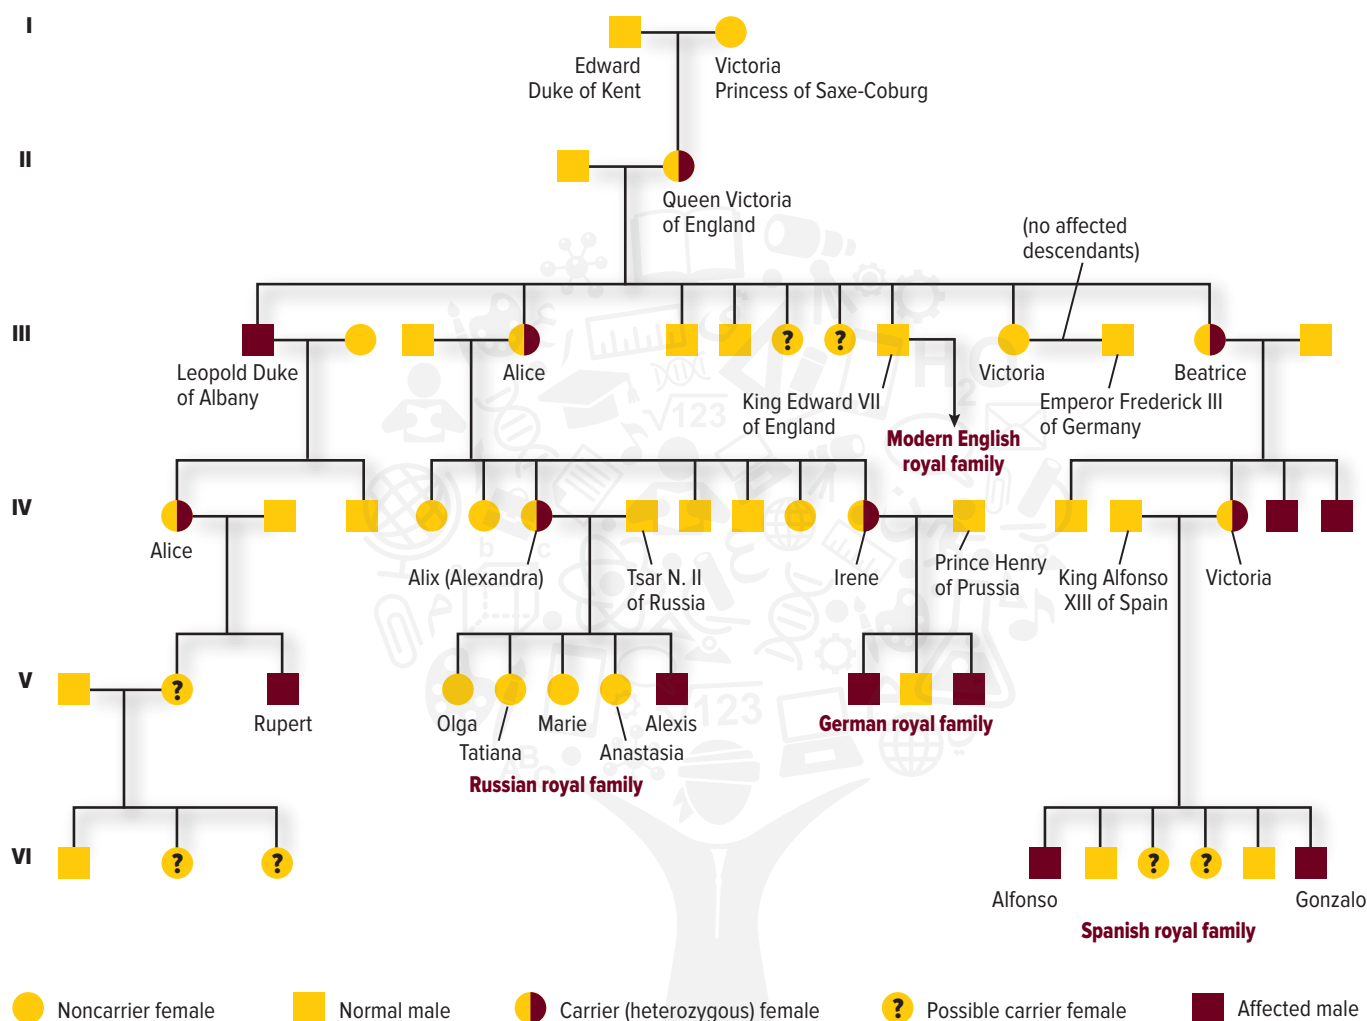 I
Edward
Duke of Kent
Victoria
Princess of Saxe-Coburg
II
Queen Victoria
of England
(no affected
descendants)
III
?
?
Leopold Duke
of Albany
Alice
King Edward VII
of England
Victoria
Emperor Frederick III
of Germany
Beatrice
Modern English
royal family
IV
Alice
Alix (Alexandra)
Tsar N. II
of Russia
Irene
Prince Henry
of Prussia
King Alfonso
XIII of Spain
Victoria
V
?
Rupert
Olga
Tatiana
Marie
Anastasia
Alexis
Russian royal family
German royal family
VI
?
?
?
?
Alfonso
Gonzalo
Spanish royal family
Noncarrier female
Normal male
Carrier (heterozygous) female
?
Possible carrier female
Affected male